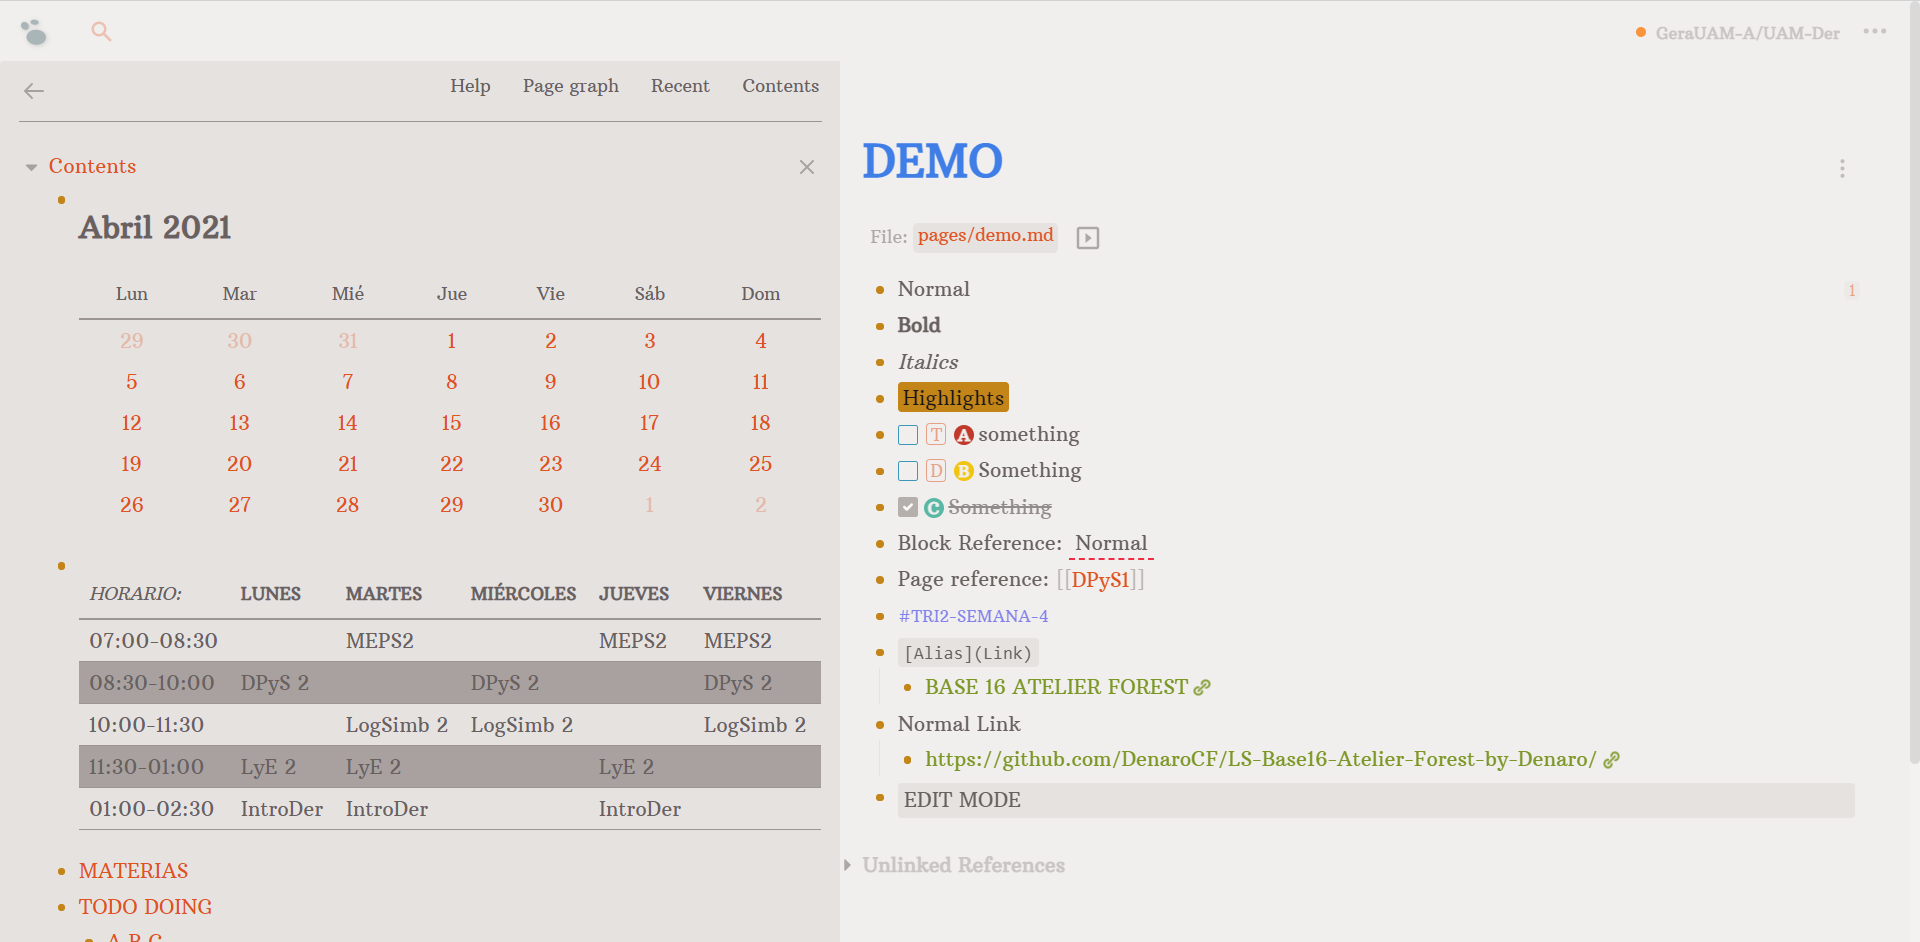 GeraUAM-A/UAM-Der
Help Page graph Recent Contents
Contents
Abril 2021
Lun Mar Mié Jue Vie Sáb Dom
29 30 31 1 2 3 4
5 6 7 8 9 10 11
12 13 14 15 16 17 18
19 20 21 22 23 24 25
26 27 28 29 30 1 2
HORARIO: LUNES MARTES MIÉRCOLES JUEVES VIERNES
07:00-08:30 MEPS2 MEPS2 MEPS2
08:30-10:00 DPyS 2 DPyS 2 DPyS 2
10:00-11:30 LogSimb 2 LogSimb 2 LogSimb 2
11:30-01:00 LyE 2 LyE 2 LyE 2
01:00-02:30 IntroDer IntroDer IntroDer
MATERIAS
TODO DOING
A B C
DEMO
File: pages/demo.md
Normal 1
Bold
Italics
Highlights
T A something
D B Something
C Something
Block Reference: Normal
Page reference: [[DPyS1]]
#TRI2-SEMANA-4
[Alias](Link)
BASE 16 ATELIER FOREST
Normal Link
https://github.com/DenaroCF/LS-Base16-Atelier-Forest-by-Denaro/
EDIT MODE
Unlinked References